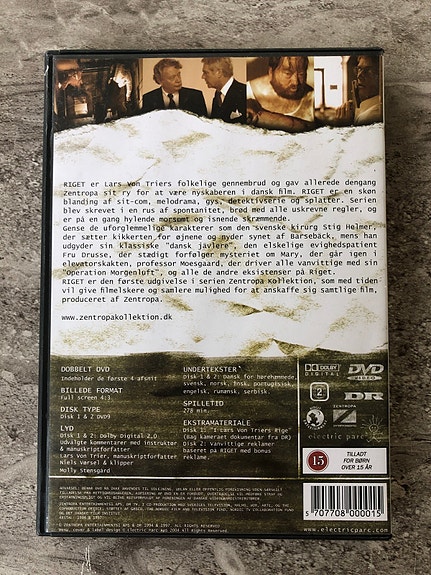 RIGET er Lars Von Triers folkelige gennembrud og gav allerede dengang
Zentropa sit ry for at være nyskaberen i dansk film. RIGET er en skøn
blanding af sit-com, melodrama, gys, detektivserie og splatter. Serien
blev skrevet i en rus af spontanitet, brød med alle uskrevne regler, og
er på en gang hylende morsomt og isnende skræmmende.
Gense de uforglemmelige karakterer som den svenske kirurg Stig Helmer,
der sætter kikkerten for øjnene og nyder synet af Barsebäck, mens han
udgyder sin klassiske "dansk jävlere", den elskelige evighedspatient
Fru Drusse, der stædigt forfølger mysteriet om Mary, der går igen i
elevatorskakten, professor Moesgaard, der driver alle vanvittige med sin
"Operation Morgenluft", og alle de andre eksistenser på Riget.
RIGET er den første udgivelse i serien Zentropa Kollektion, som med tiden
vil give filmelskere og samlere mulighed for at anskaffe sig samtlige film,
produceret af Zentropa.
www.zentropakollektion.dk
DOBBELT DVD
Indeholder de første 4 afsnit
BILLEDE FORMAT
Full screen 4:3
DISK TYPE
Disk 1 & 2 DVD9
LYD
Disk 1 & 2: Dolby Digital 2.0
Udvalgte kommentarer med instruktør
& manuskriptforfatter
Lars Von Trier, manuskriptforfatter
Niels Vørsel & klipper
Molly Stensgård
UNDERTEKSTER
Disk 1 & 2: Dansk for hørehæmmede,
svensk, norsk, finsk, portugisisk,
engelsk, rumænsk, serbisk
SPILLETID
278 min.
EKSTRAMATERIALE
Disk 1: "I Lars Von Triers Rige"
(Bag kameraet dokumentar fra DR)
Disk 2: Vanvittige reklamer
baseret på RIGET med bonus
reklame.
DOLBY
DIGITAL
DVD
VIDEO
2
DR
ZENTROPA
electric parc
15
TILLADT
FOR BØRN
OVER 15 ÅR
5 707708 000015
www.electricparc.com